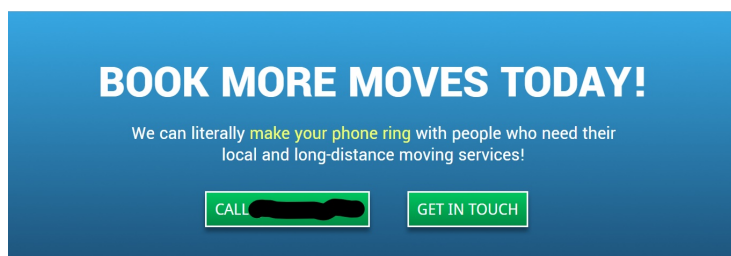 BOOK MORE MOVES TODAY!
We can literally make your phone ring with people who need their
local and long-distance moving services!
CALL
GET IN TOUCH